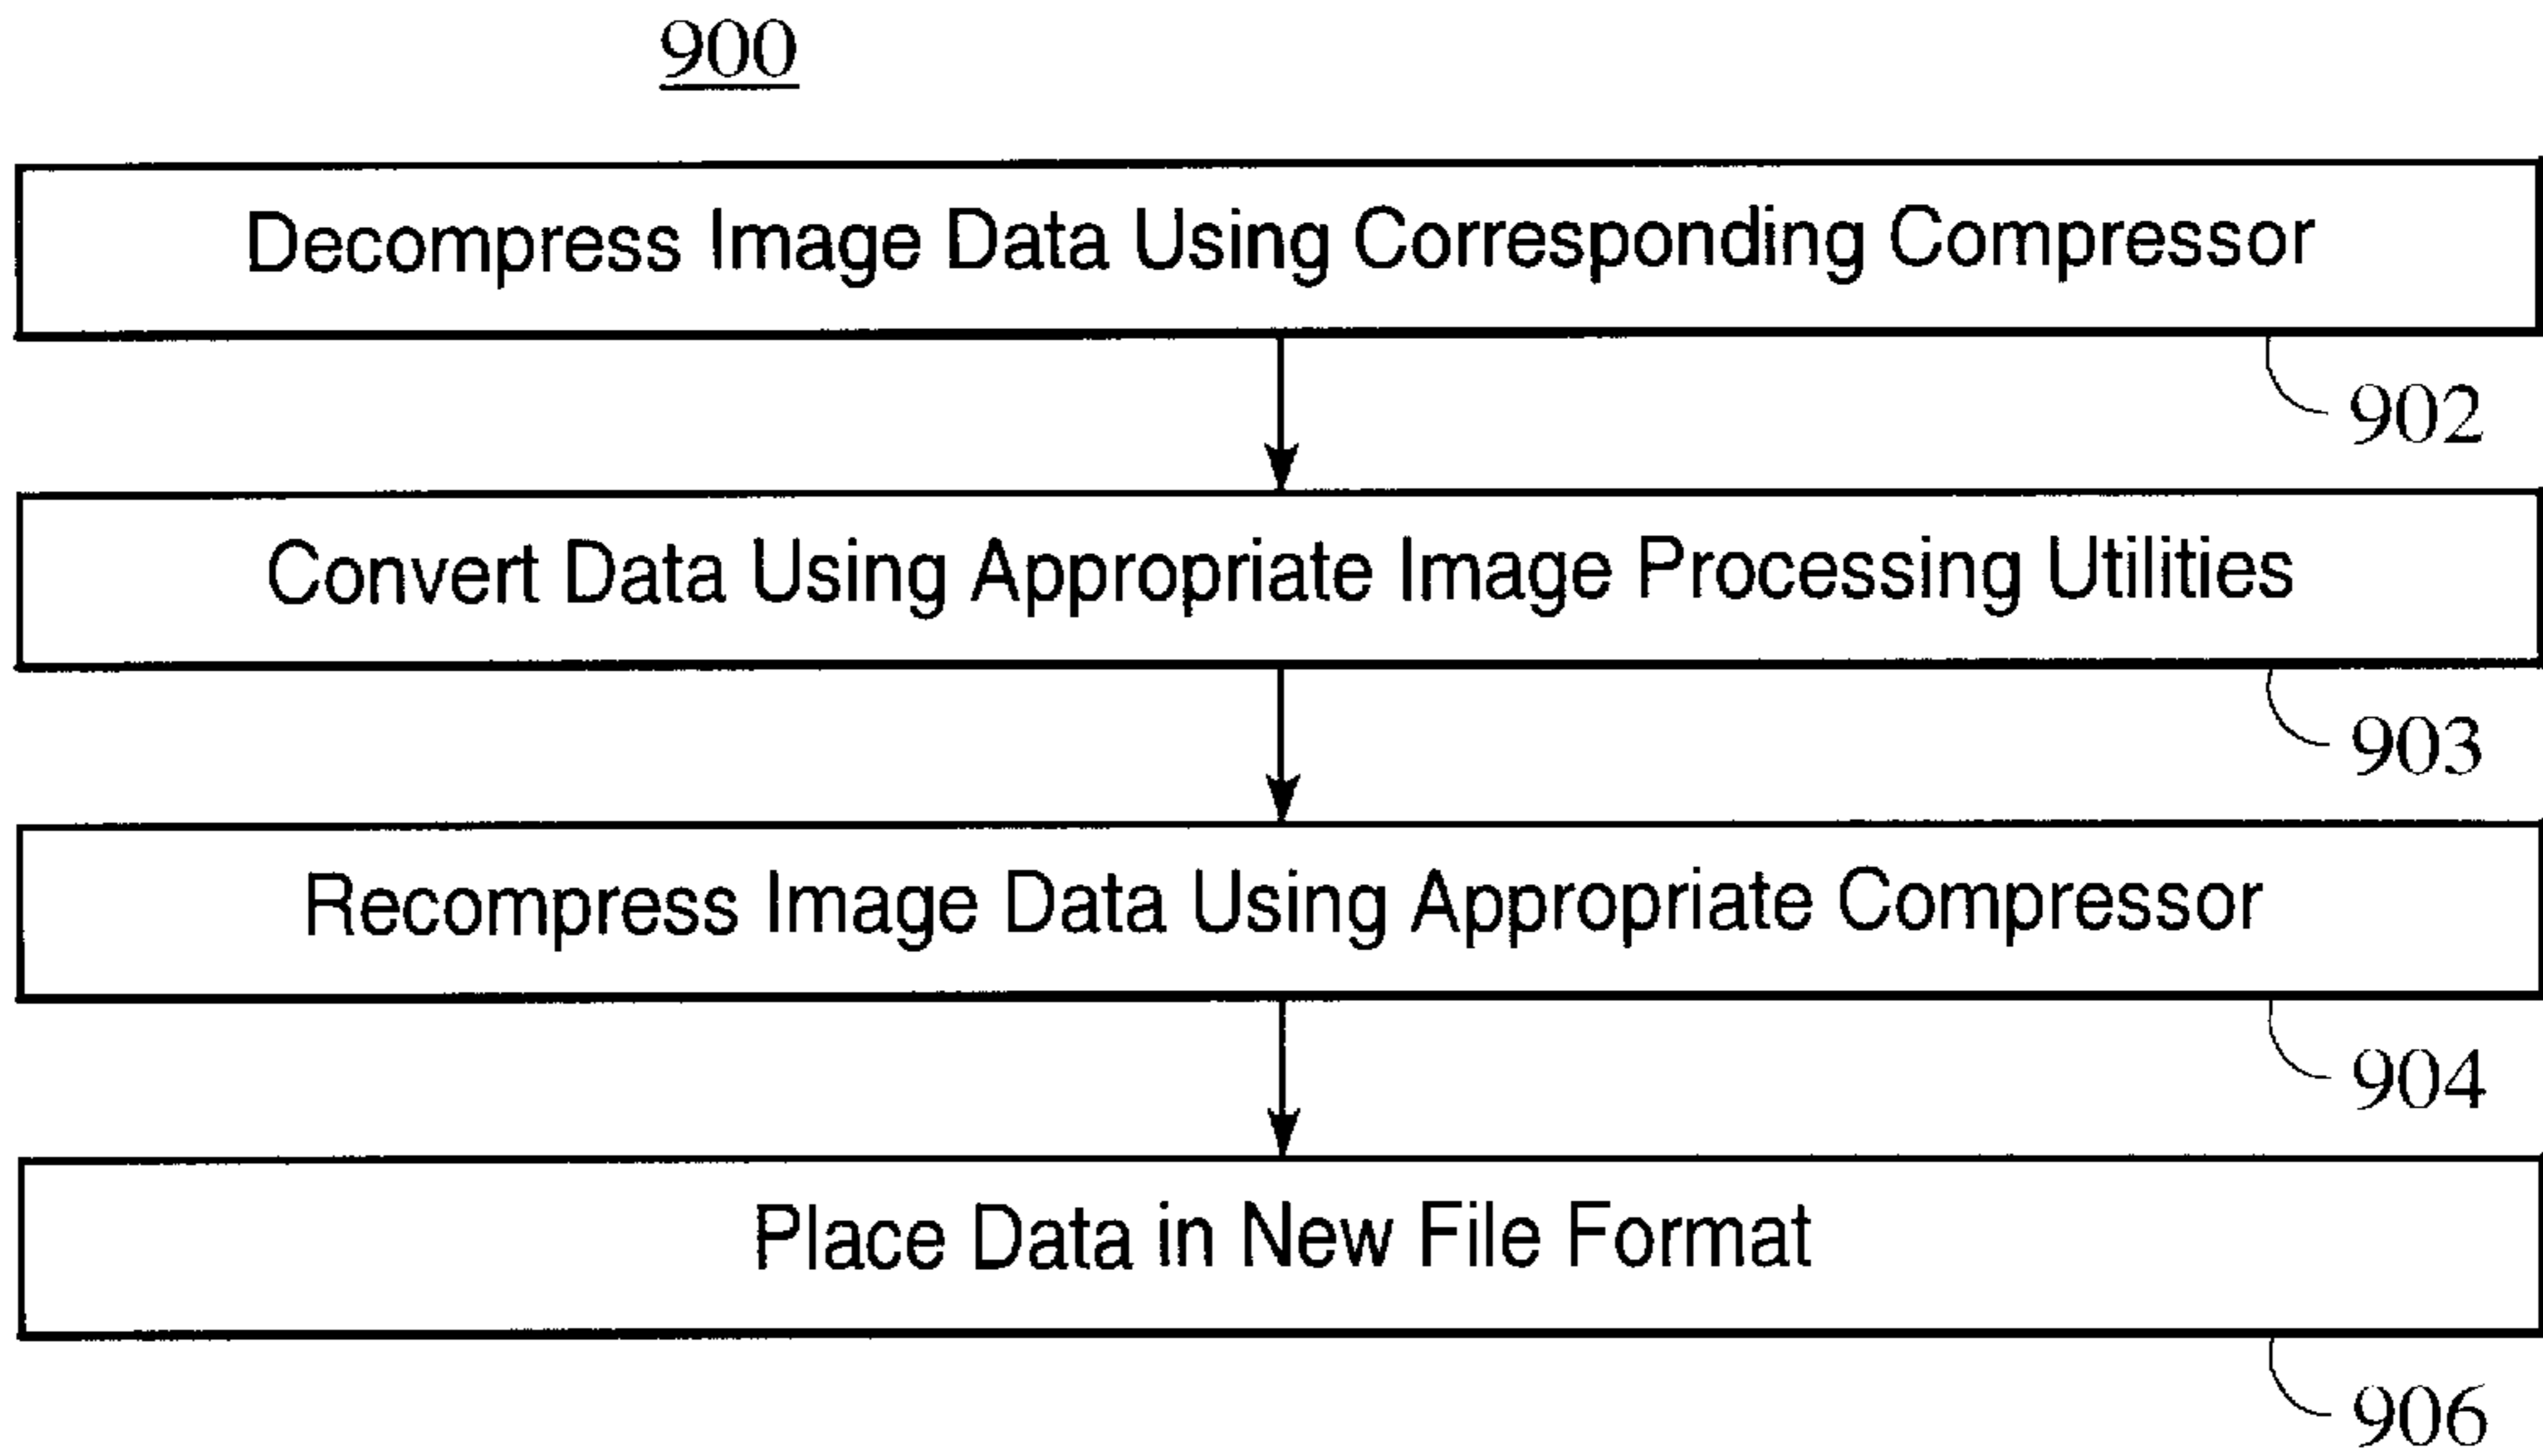 900
Decompress Image Data Using Corresponding Compressor
902
Convert Data Using Appropriate Image Processing Utilities
903
Recompress Image Data Using Appropriate Compressor
904
Place Data in New File Format
906